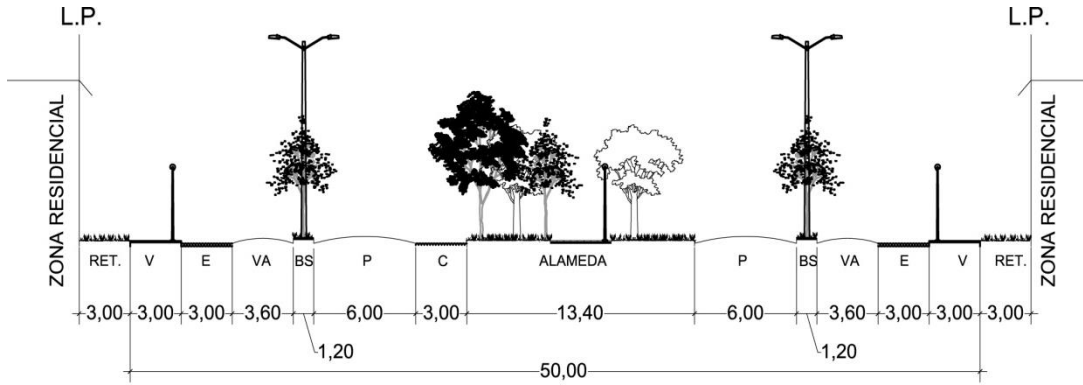 L.P. L.P.
ZONA RESIDENCIAL
ZONA RESIDENCIAL
RET. V E VA BS P C ALAMEDA P BS VA E V RET.
3,00 3,00 3,00 3,60 6,00 3,00 13,40 6,00 3,60 3,00 3,00 3,00
1,20 1,20
50,00